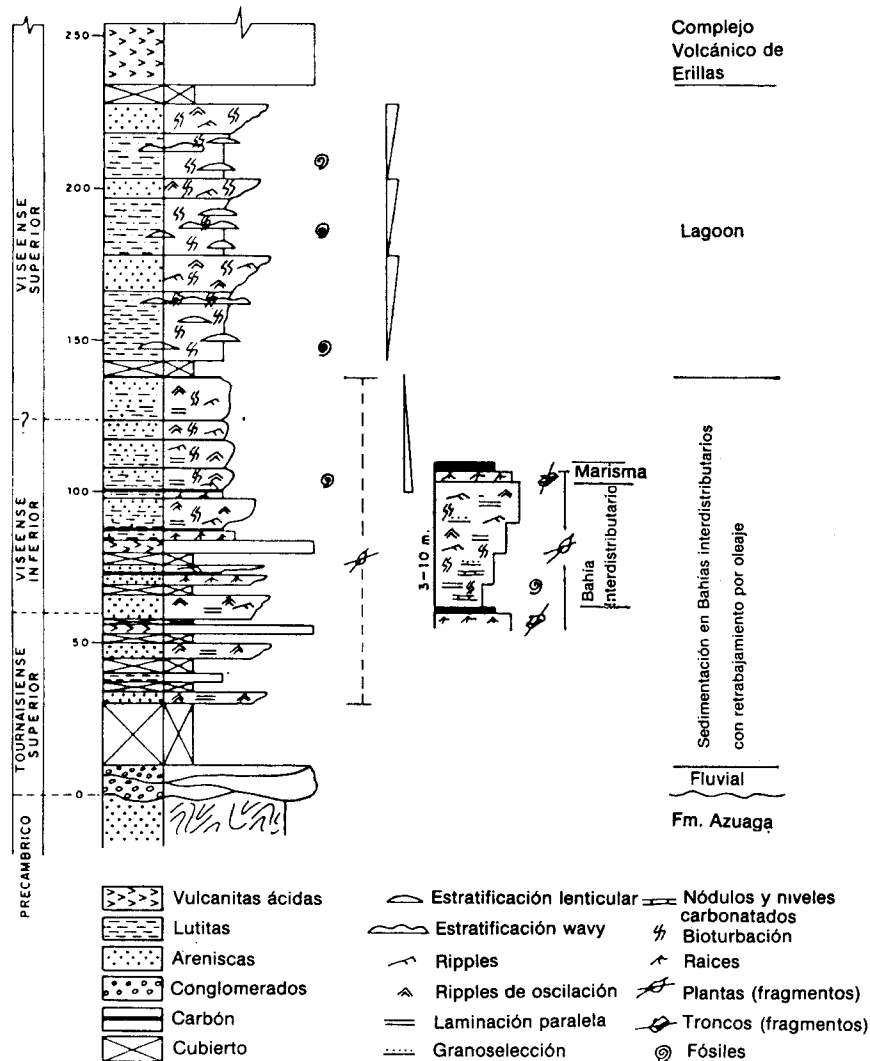 250
200
150
100
50
0
VISEENSE SUPERIOR
?
VISEENSE INFERIOR
TOURNAISIENSE SUPERIOR
PRECAMBRICO
Complejo
Volcánico de
Erillas
Lagoon
Sedimentación en Bahías interdistributarios
con retrabajamiento por oleaje
Fluvial
Fm. Azuaga
3-10 m.
Marisma
Bahía
interdistributario
Vulcanitas ácidas
Lutitas
Areniscas
Conglomerados
Carbón
Cubierto
Estratificación lenticular
Estratificación wavy
Ripples
Ripples de oscilación
Laminación paralela
Granoselección
Nódulos y niveles
carbonatados
Bioturbación
Raices
Plantas (fragmentos)
Troncos (fragmentos)
Fósiles